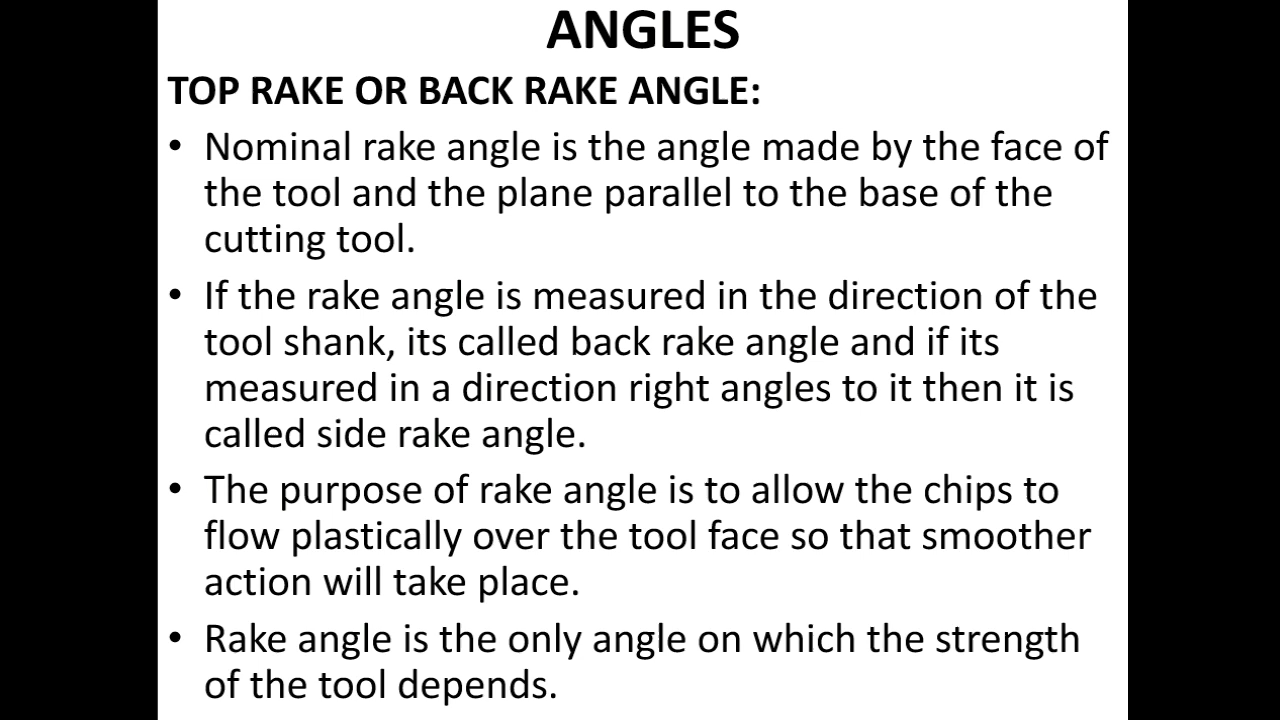 ANGLES
TOP RAKE OR BACK RAKE ANGLE:
• Nominal rake angle is the angle made by the face of
the tool and the plane parallel to the base of the
cutting tool.
• If the rake angle is measured in the direction of the
tool shank, its called back rake angle and if its
measured in a direction right angles to it then it is
called side rake angle.
• The purpose of rake angle is to allow the chips to
flow plastically over the tool face so that smoother
action will take place.
• Rake angle is the only angle on which the strength
of the tool depends.